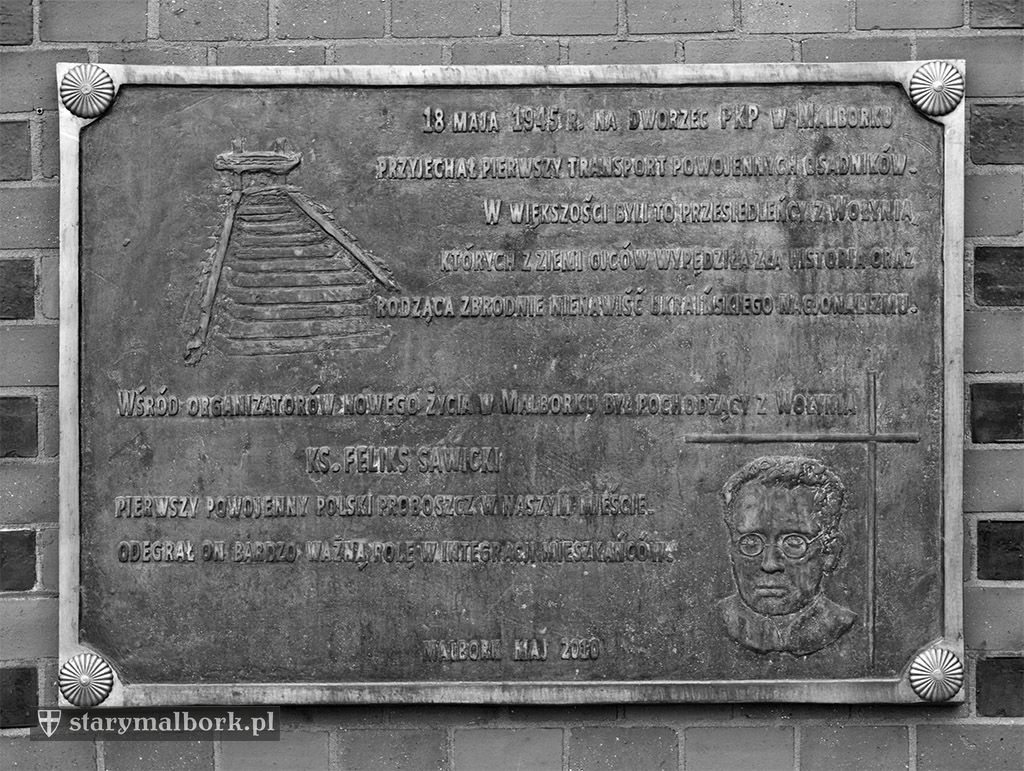 18 MAJA 1945 R. NA DWORZEC PKP W MALBORKU
PRZYJECHAŁ PIERWSZY TRANSPORT POWOJENNYCH OSADNIKÓW.
W WIĘKSZOŚCI BYLI TO PRZESIEDLEŃCY Z WOŁYNIA,
KTÓRYCH Z ZIEMI OJCÓW WYPĘDZIŁA ZŁA HISTORIA ORAZ
RODZĄCA ZBRODNIE NIENAWIŚĆ UKRAIŃSKIEGO NACJONALIZMU.
WŚRÓD ORGANIZATORÓW NOWEGO ŻYCIA W MALBORKU BYŁ POCHODZĄCY Z WOŁYNIA
KS. FELIKS SAWICKI
PIERWSZY POWOJENNY POLSKI PROBOSZCZ W NASZYM MIEŚCIE.
ODEGRAŁ ON BARDZO WAŻNĄ ROLĘ W INTEGRACJI MIESZKAŃCÓW.
MALBORK MAJ 2010
starymalbork.pl